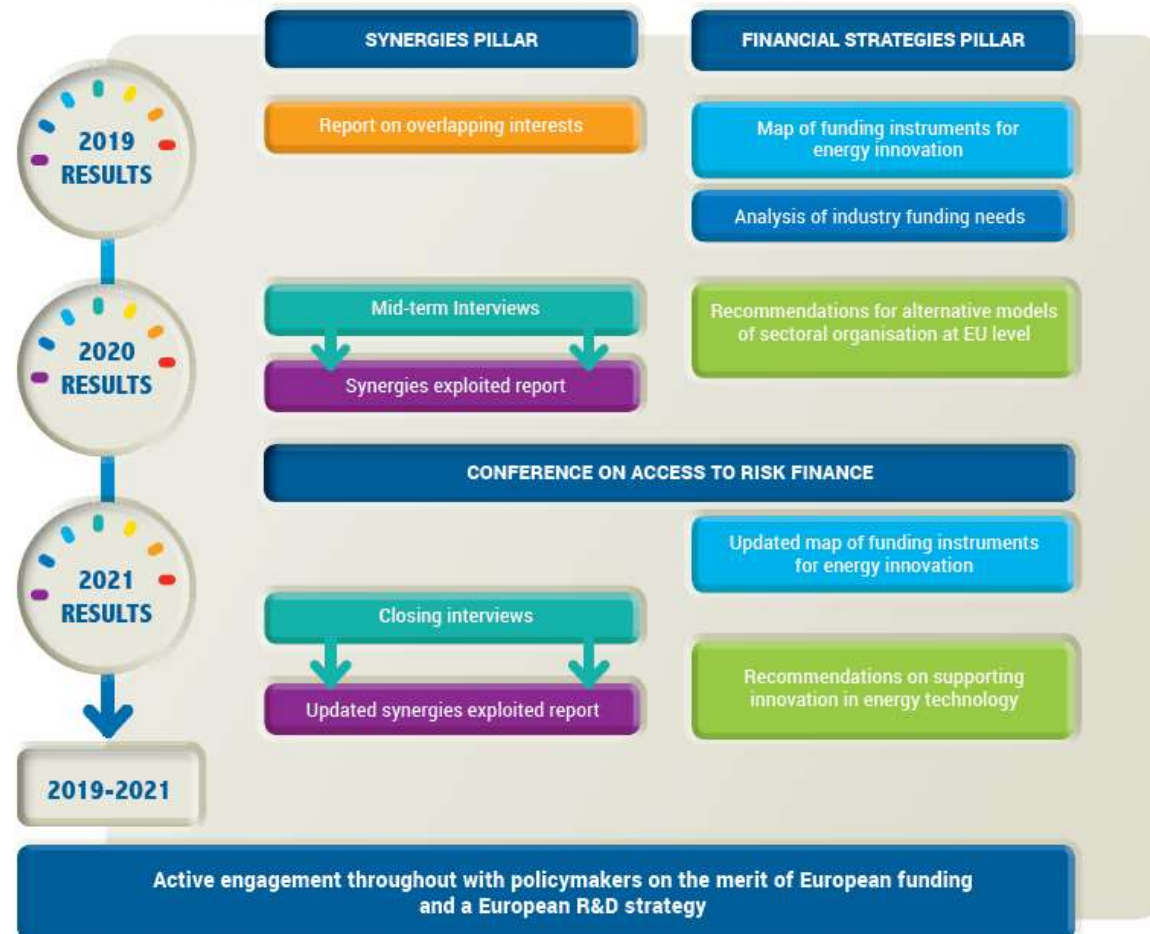 SYNERGIES PILLAR
FINANCIAL STRATEGIES PILLAR
2019
RESULTS
Report on overlapping interests
Map of funding instruments for
energy innovation
Analysis of industry funding needs
2020
RESULTS
Mid-term Interviews
Synergies exploited report
Recommendations for alternative models
of sectoral organisation at EU level
CONFERENCE ON ACCESS TO RISK FINANCE
2021
RESULTS
Updated map of funding instruments
for energy innovation
Closing interviews
Updated synergies exploited report
Recommendations on supporting
innovation in energy technology
2019-2021
Active engagement throughout with policymakers on the merit of European funding
and a European R&D strategy